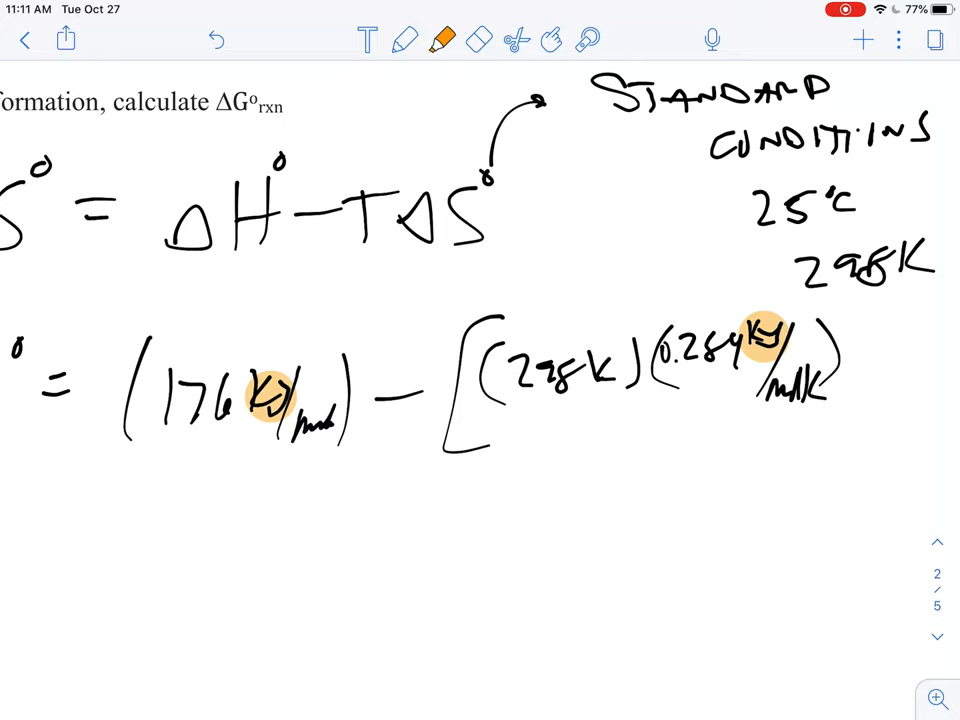 11:11 AM Tue Oct 27 77%
T
formation, calculate ΔG°rxn
STANDARD
CONDITIONS
25°C
298K
S° = ΔH° - TΔS°
° = (176 KJ/mol) - [(298K)(0.284 KJ/molK)
2
/
5